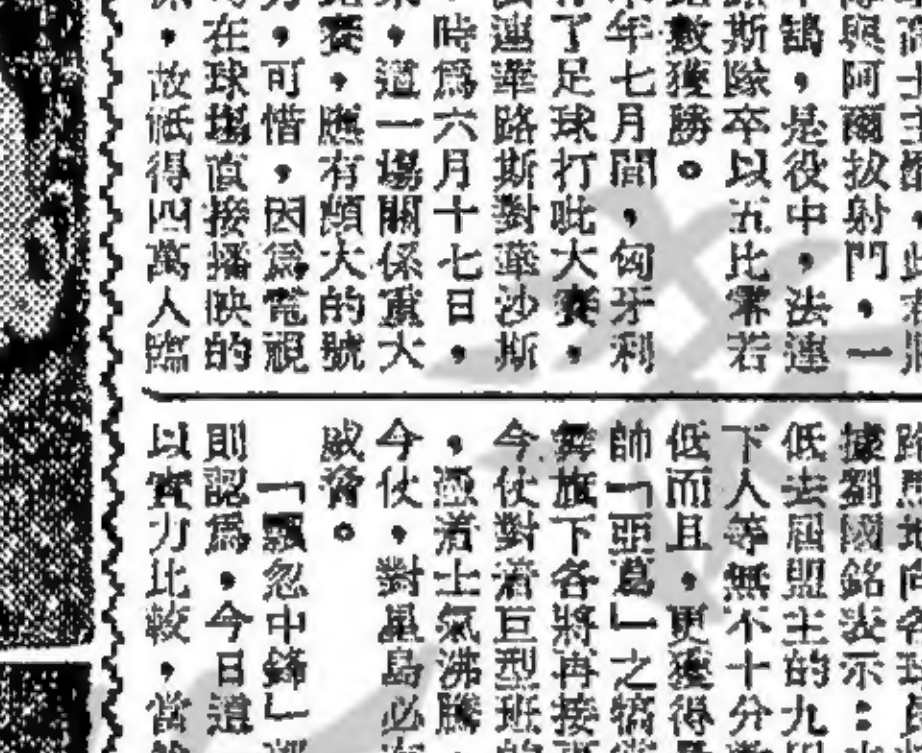 與阿爾拔射門，一
鵠，是役中，法連
斯隊卒以五比零若
數獲勝。
年七月間，匈牙利
了足球打吡大賽，
連華路斯對華沙斯
時爲六月十七日，
，這一場關係重大
賽，應有頗大的號
，可惜，因爲電視
在球場直接播映的
，故祇得四萬人臨
據劉國銘表示：
低去屆盟主的九
下人等無不十分
低而且，更獲得
帥「亞葛」之犒
舞旗下各將再接
今仗對着巨型班
，憑着士氣沸騰
今仗，對星島必
威脅。
「飄忽中鋒」
則認爲，今日這
以實力比較，當